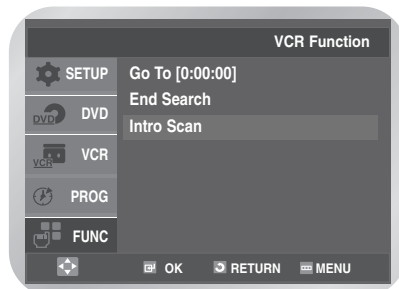 VCR Function
SETUP
DVD DVD
VCR VCR
PROG
FUNC
Go To [0:00:00]
End Search
Intro Scan
OK RETURN MENU